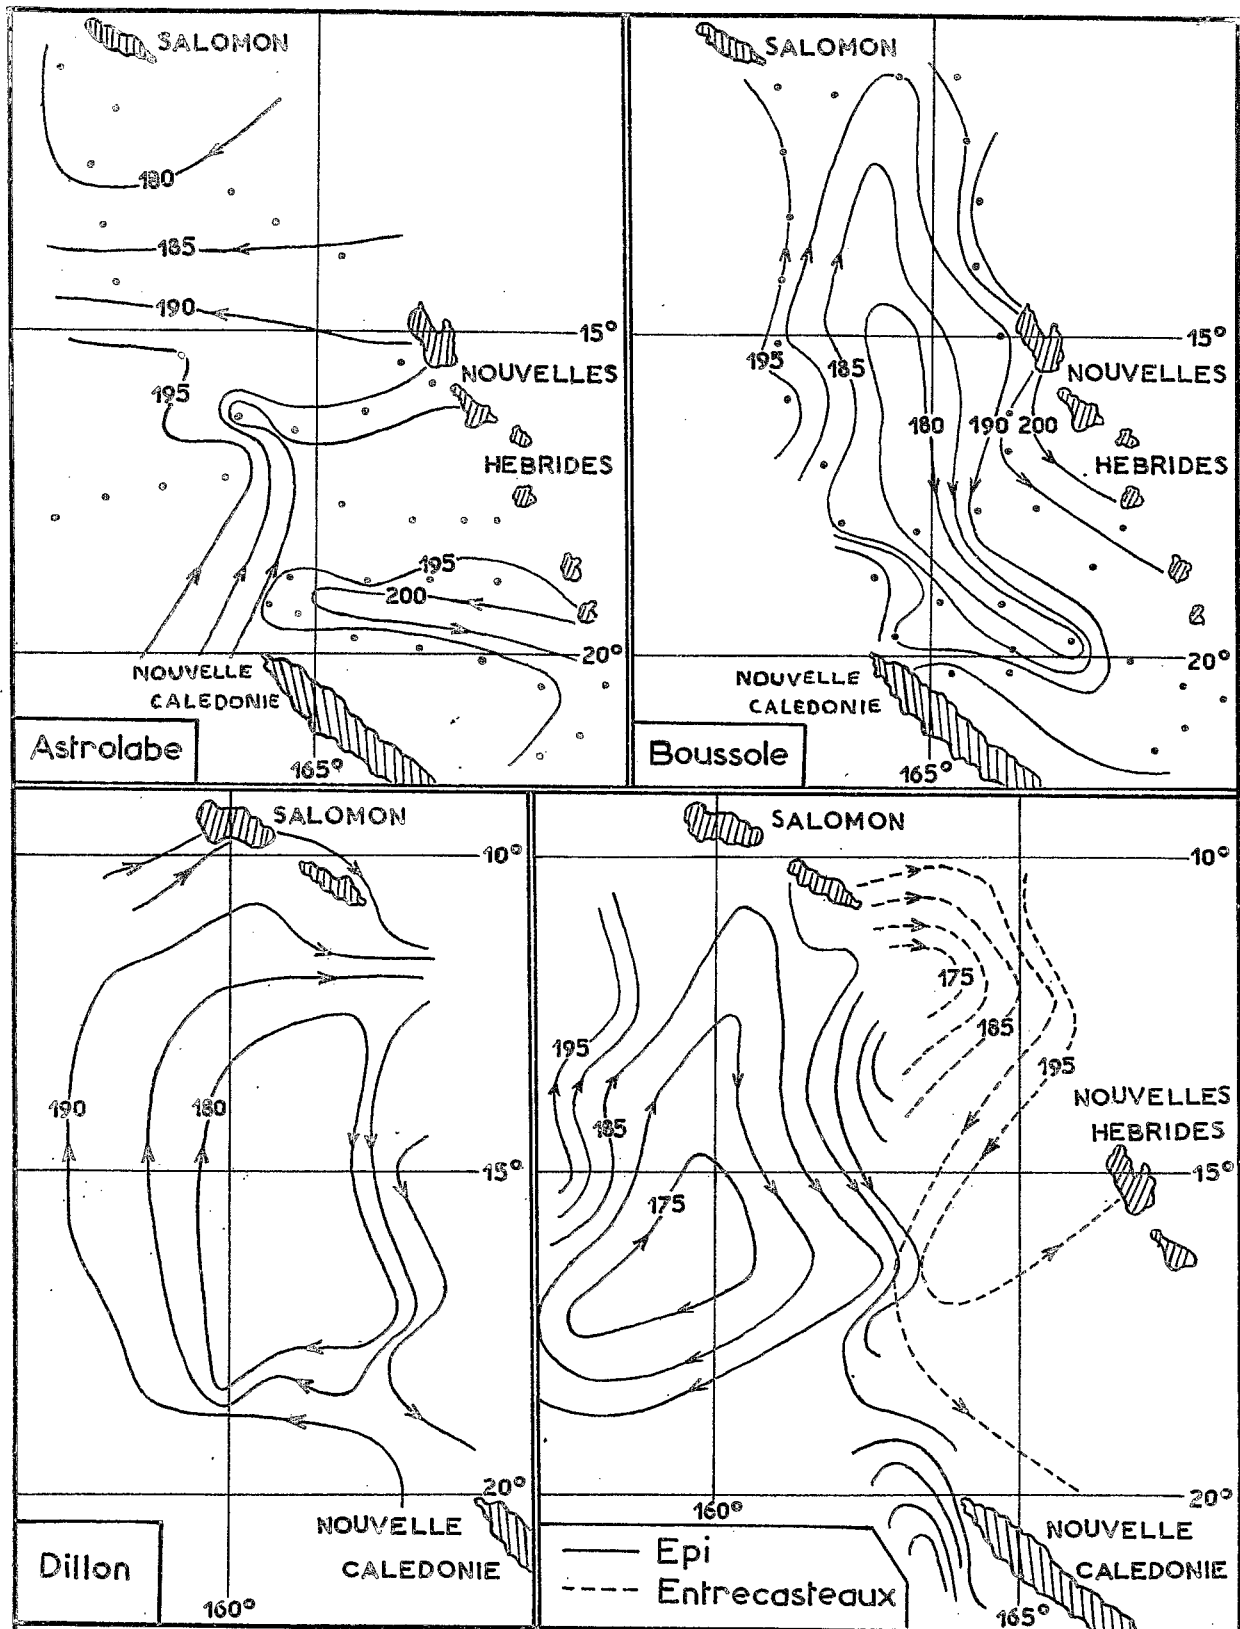 SALOMON
180
185
190
15°
195
NOUVELLES
HEBRIDES
195
200
20°
NOUVELLE
CALEDONIE
Astrolabe
165°
SALOMON
15°
195
185
NOUVELLES
180
190
200
HEBRIDES
20°
NOUVELLE
CALEDONIE
Boussole
165°
SALOMON
10°
190
180
15°
20°
NOUVELLE
CALEDONIE
Dillon
160°
SALOMON
10°
175
185
195
195
NOUVELLES
HEBRIDES
185
15°
175
160°
20°
NOUVELLE
CALEDONIE
Epi
Entrecasteaux
165°